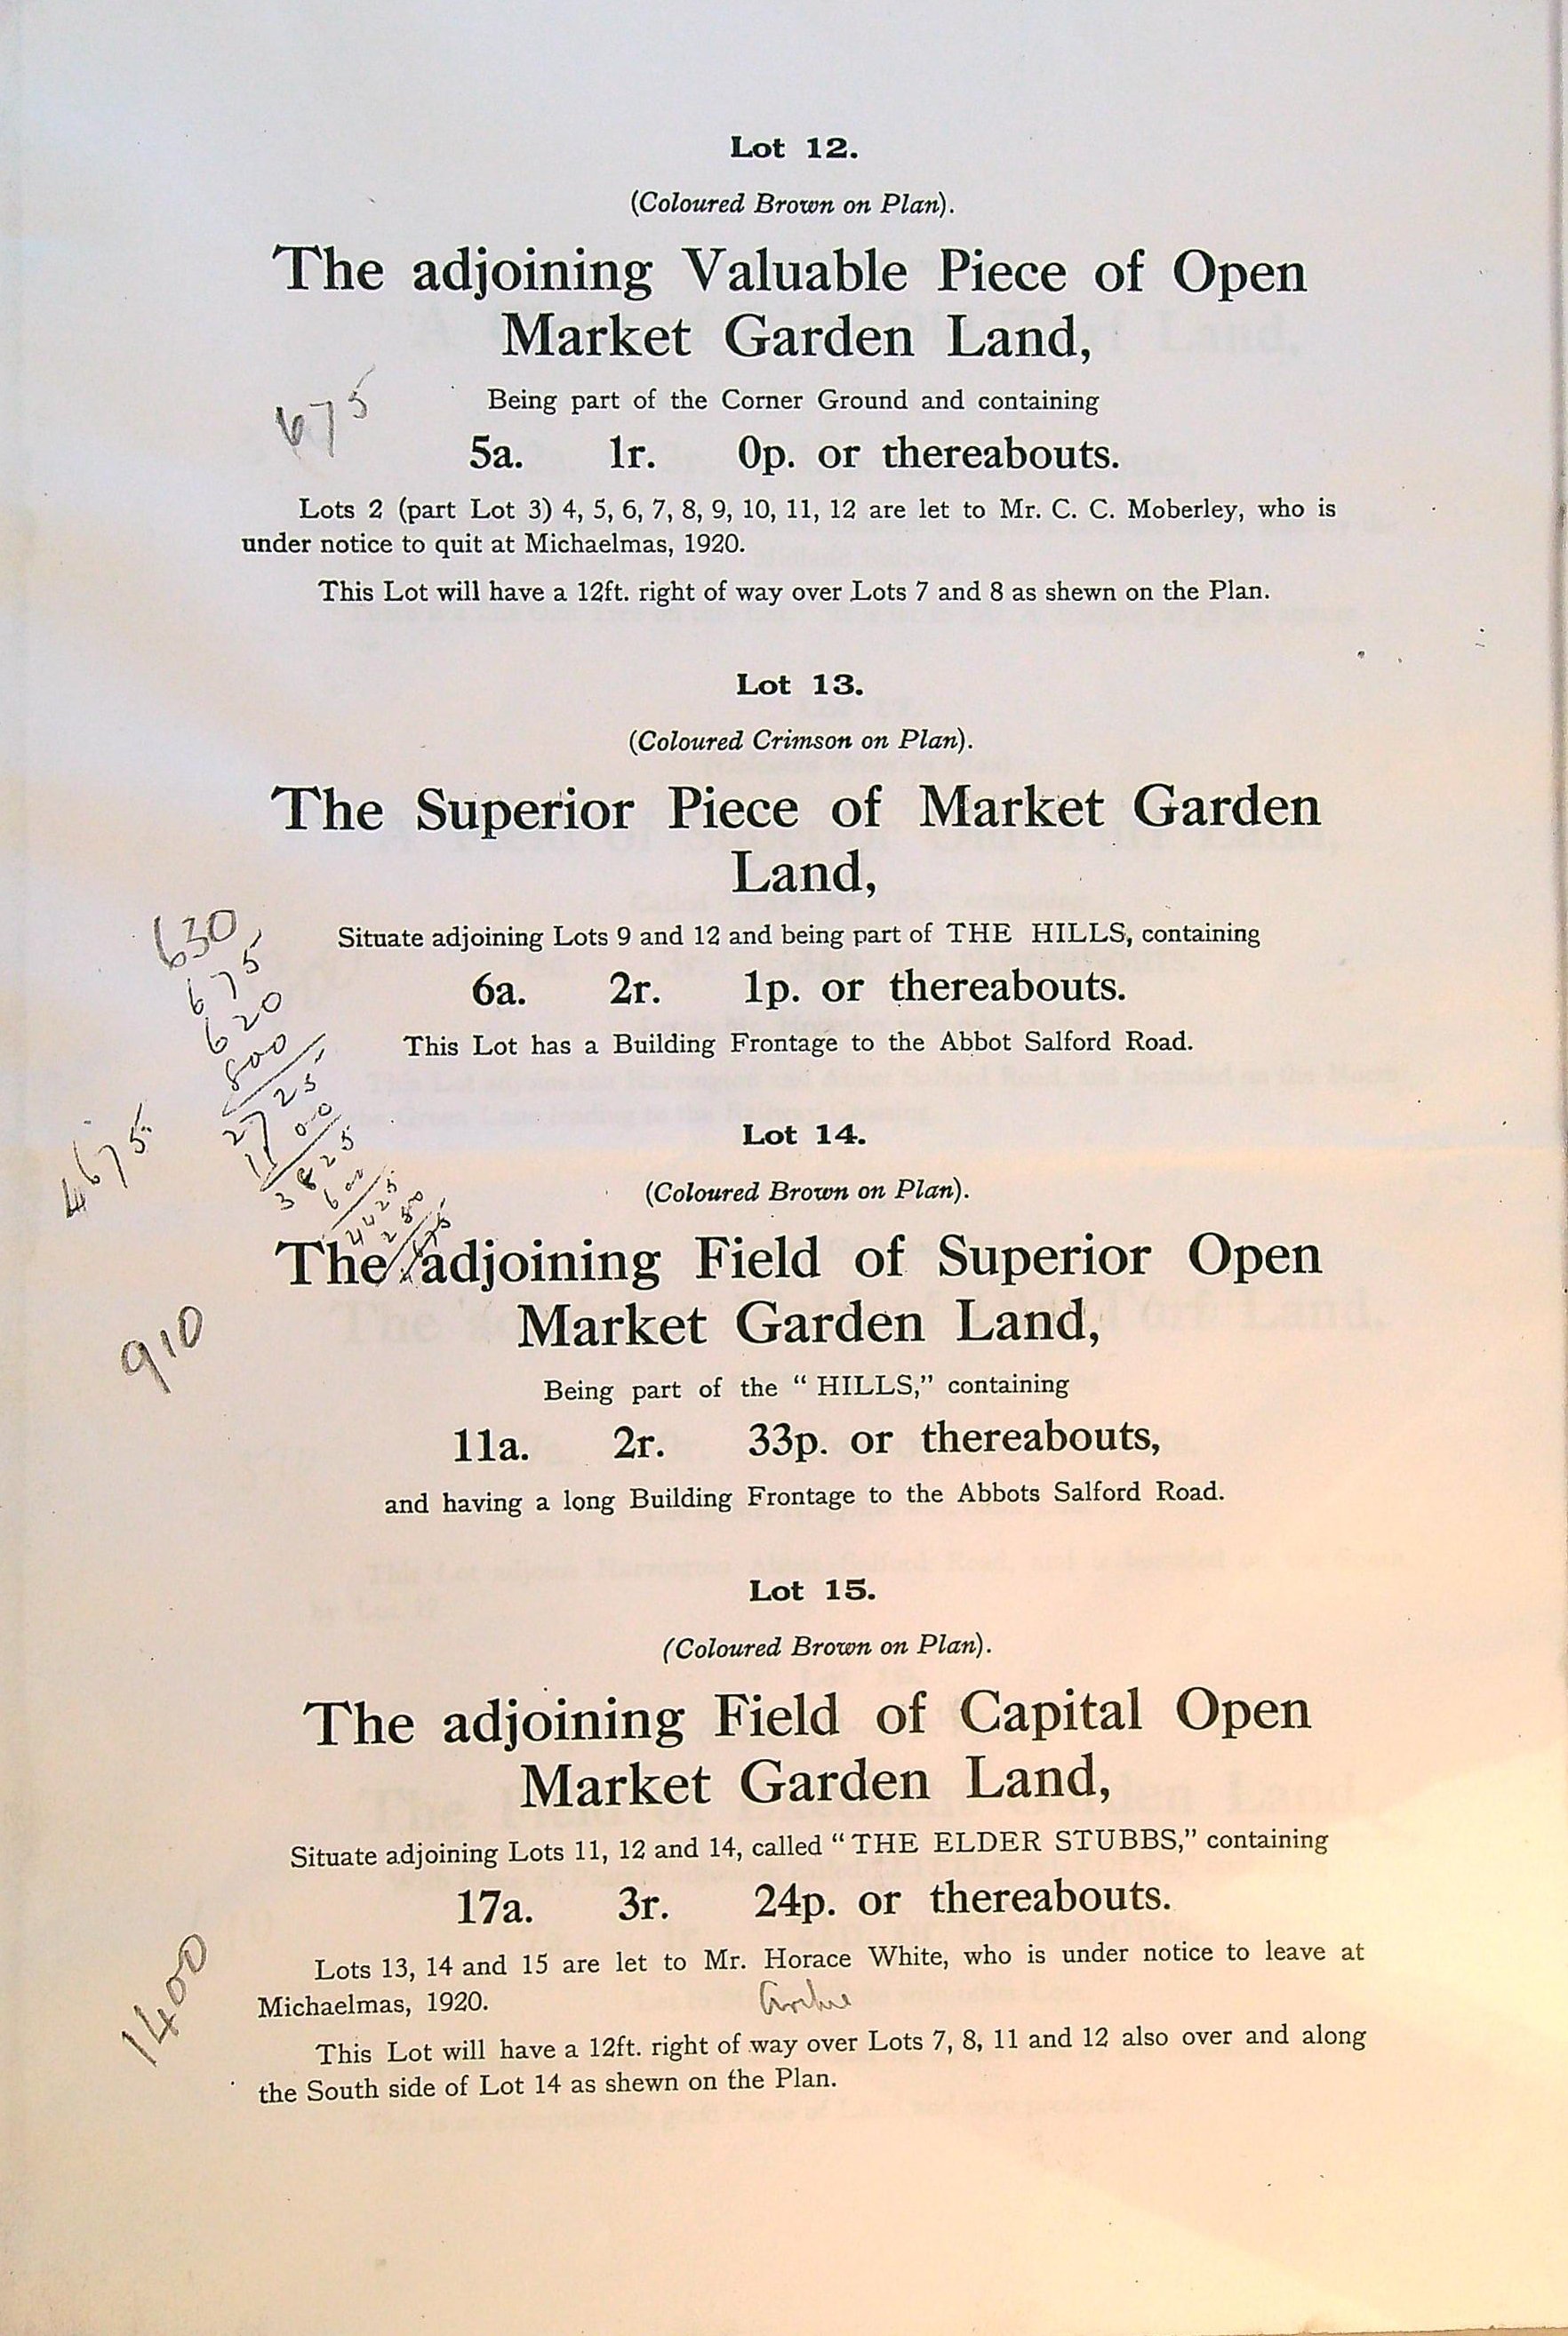 Lot 12.
(Coloured Brown on Plan).
The adjoining Valuable Piece of Open
Market Garden Land,
675
Being part of the Corner Ground and containing
5a. 1r. 0p. or thereabouts.
Lots 2 (part Lot 3) 4, 5, 6, 7, 8, 9, 10, 11, 12 are let to Mr. C. C. Moberley, who is
under notice to quit at Michaelmas, 1920.
This Lot will have a 12ft. right of way over Lots 7 and 8 as shewn on the Plan.
Lot 13.
(Coloured Crimson on Plan).
The Superior Piece of Market Garden
Land,
Situate adjoining Lots 9 and 12 and being part of THE HILLS, containing
6a. 2r. 1p. or thereabouts.
This Lot has a Building Frontage to the Abbot Salford Road.
630
675
620
800
2725
1100
3825
600
4425
250
4675
Lot 14.
(Coloured Brown on Plan).
The adjoining Field of Superior Open
Market Garden Land,
910
Being part of the “ HILLS,” containing
11a. 2r. 33p. or thereabouts,
and having a long Building Frontage to the Abbots Salford Road.
Lot 15.
(Coloured Brown on Plan).
The adjoining Field of Capital Open
Market Garden Land,
Situate adjoining Lots 11, 12 and 14, called “ THE ELDER STUBBS,” containing
17a. 3r. 24p. or thereabouts.
1400
Lots 13, 14 and 15 are let to Mr. Horace White, who is under notice to leave at
Michaelmas, 1920.
This Lot will have a 12ft. right of way over Lots 7, 8, 11 and 12 also over and along
the South side of Lot 14 as shewn on the Plan.